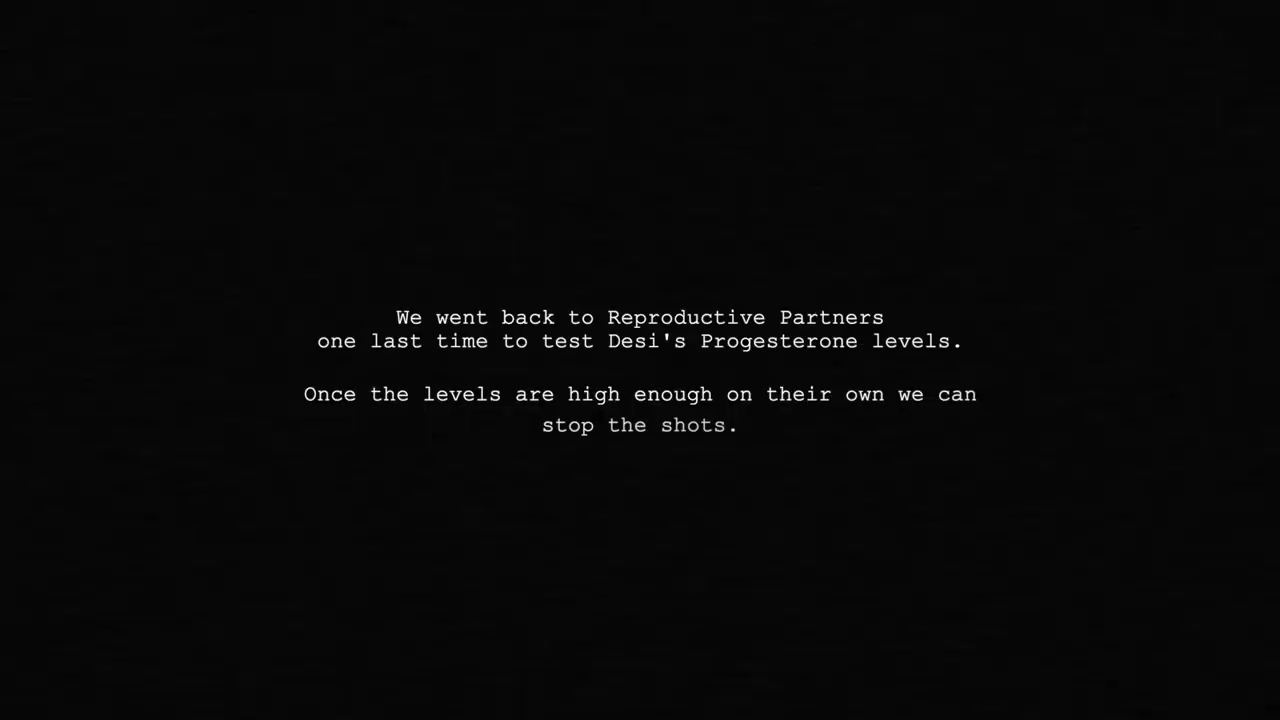 We went back to Reproductive Partners
one last time to test Desi's Progesterone levels.
Once the levels are high enough on their own we can
stop the shots.